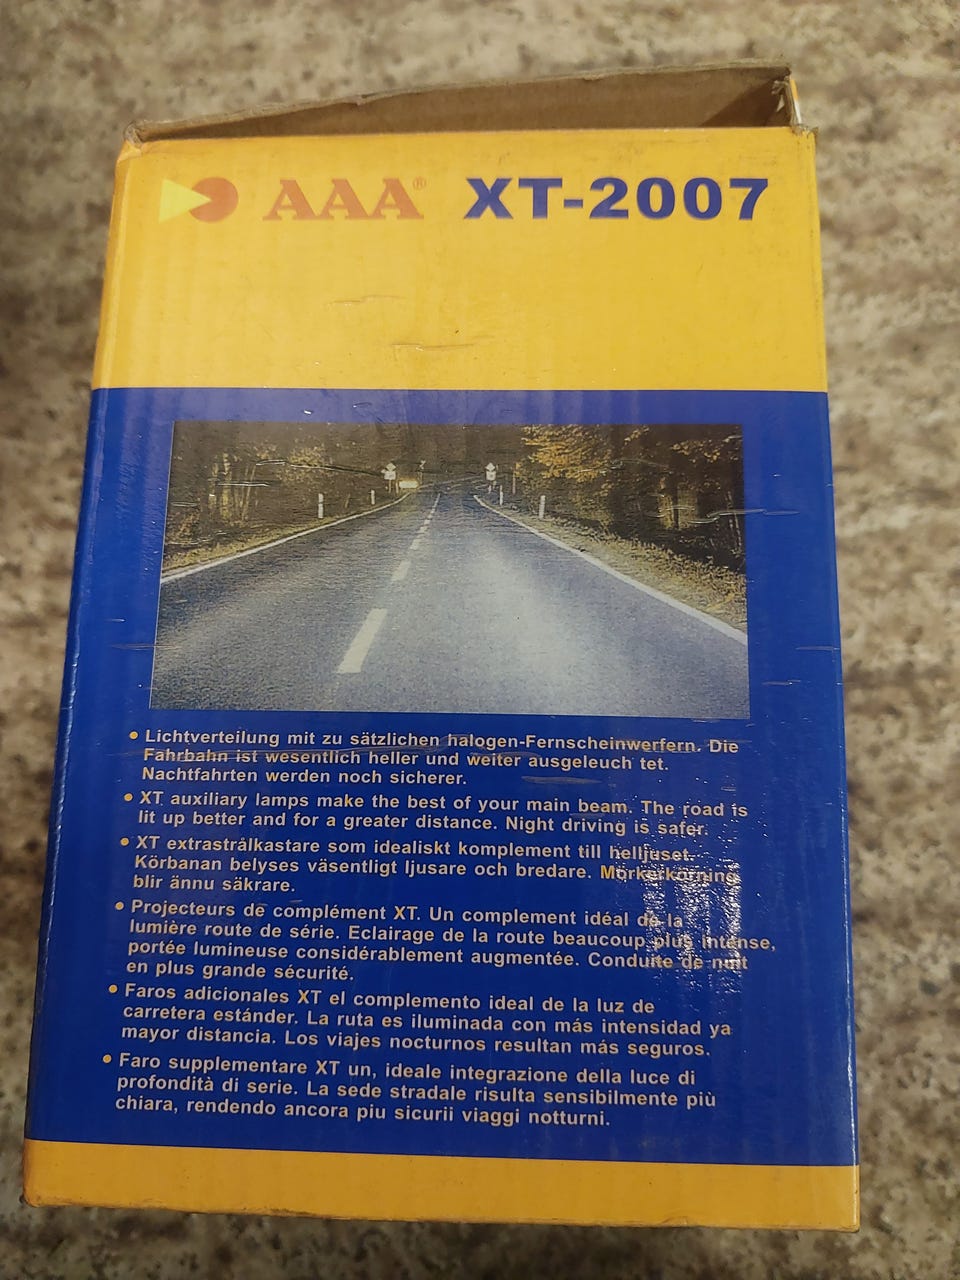 AAA® XT-2007
• Lichtverteilung mit zu sätzlichen halogen-Fernscheinwerfern. Die
Fahrbahn ist wesentlich heller und weiter ausgeleuch tet.
Nachtfahrten werden noch sicherer.
• XT auxiliary lamps make the best of your main beam. The road is
lit up better and for a greater distance. Night driving is safer.
• XT extrastrålkastare som idealiskt komplement till helljuset.
Körbanan belyses väsentligt ljusare och bredare. Mörkerkörning
blir ännu säkrare.
• Projecteurs de complément XT. Un complement idéal de la
lumière route de série. Eclairage de la route beaucoup plus intense,
portée lumineuse considérablement augmentée. Conduite de nuit
en plus grande sécurité.
• Faros adicionales XT el complemento ideal de la luz de
carretera estánder. La ruta es iluminada con más intensidad ya
mayor distancia. Los viajes nocturnos resultan más seguros.
• Faro supplementare XT un, ideale integrazione della luce di
profondità di serie. La sede stradale risulta sensibilmente più
chiara, rendendo ancora piu sicurii viaggi notturni.